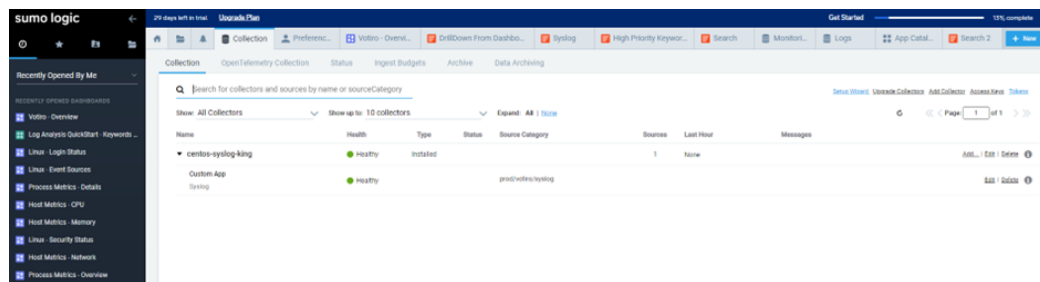 sumo logic
29 days left in trial Upgrade Plan Get Started 13% complete
Collection Preferenc... Votiro - Overvi... DrillDown From Dashbo... Syslog High Priority Keywor... Search Monitori... Logs App Catal... Search 2 + New
Recently Opened By Me
Collection OpenTelemetry Collection Status Ingest Budgets Archive Data Archiving
Search for collectors and sources by name or sourceCategory
Setup Wizard Upgrade Collectors Add Collector Access Keys Tokens
RECENTLY OPENED DASHBOARDS
Show: All Collectors Show up to: 10 collectors Expand: All | None Page: 1 of 1
Votiro - Overview
Log Analysis QuickStart - Keywords ...
Name Health Type Status Source Category Sources Last Hour Messages
Linux - Login Status
centos-syslog-king Healthy Installed 1 None Add... | Edit | Delete
Linux - Event Sources
Custom App
Syslog
Healthy prod/votiro/syslog Edit | Delete
Process Metrics - Details
Host Metrics - CPU
Host Metrics - Memory
Linux - Security Status
Host Metrics - Network
Process Metrics - Overview